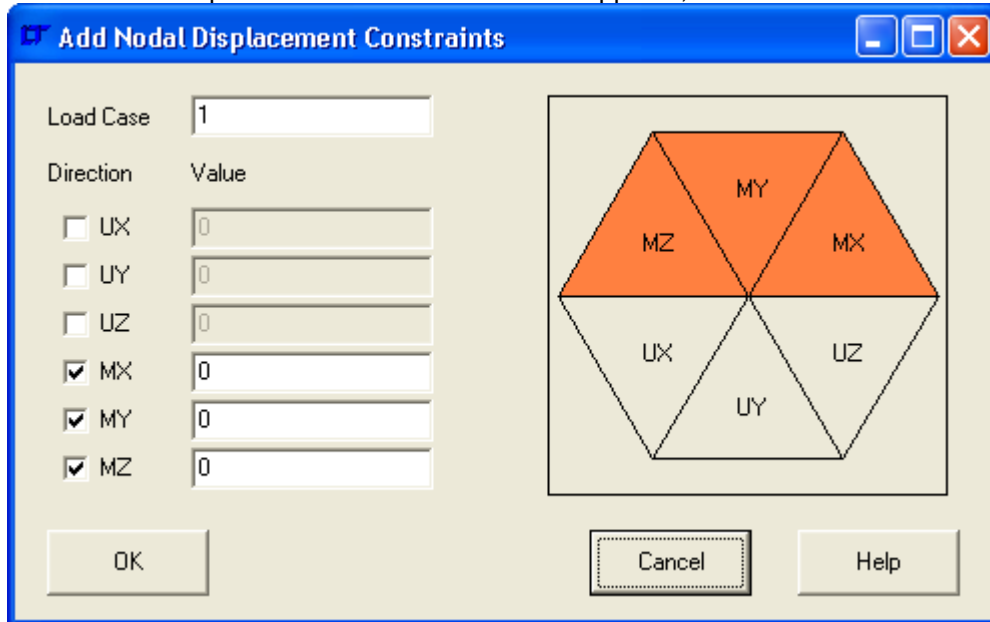 Add Nodal Displacement Constraints
Load Case 1
Direction Value
UX 0
UY 0
UZ 0
MX 0
MY 0
MZ 0
MY
MZ MX
UX UZ
UY
OK Cancel Help